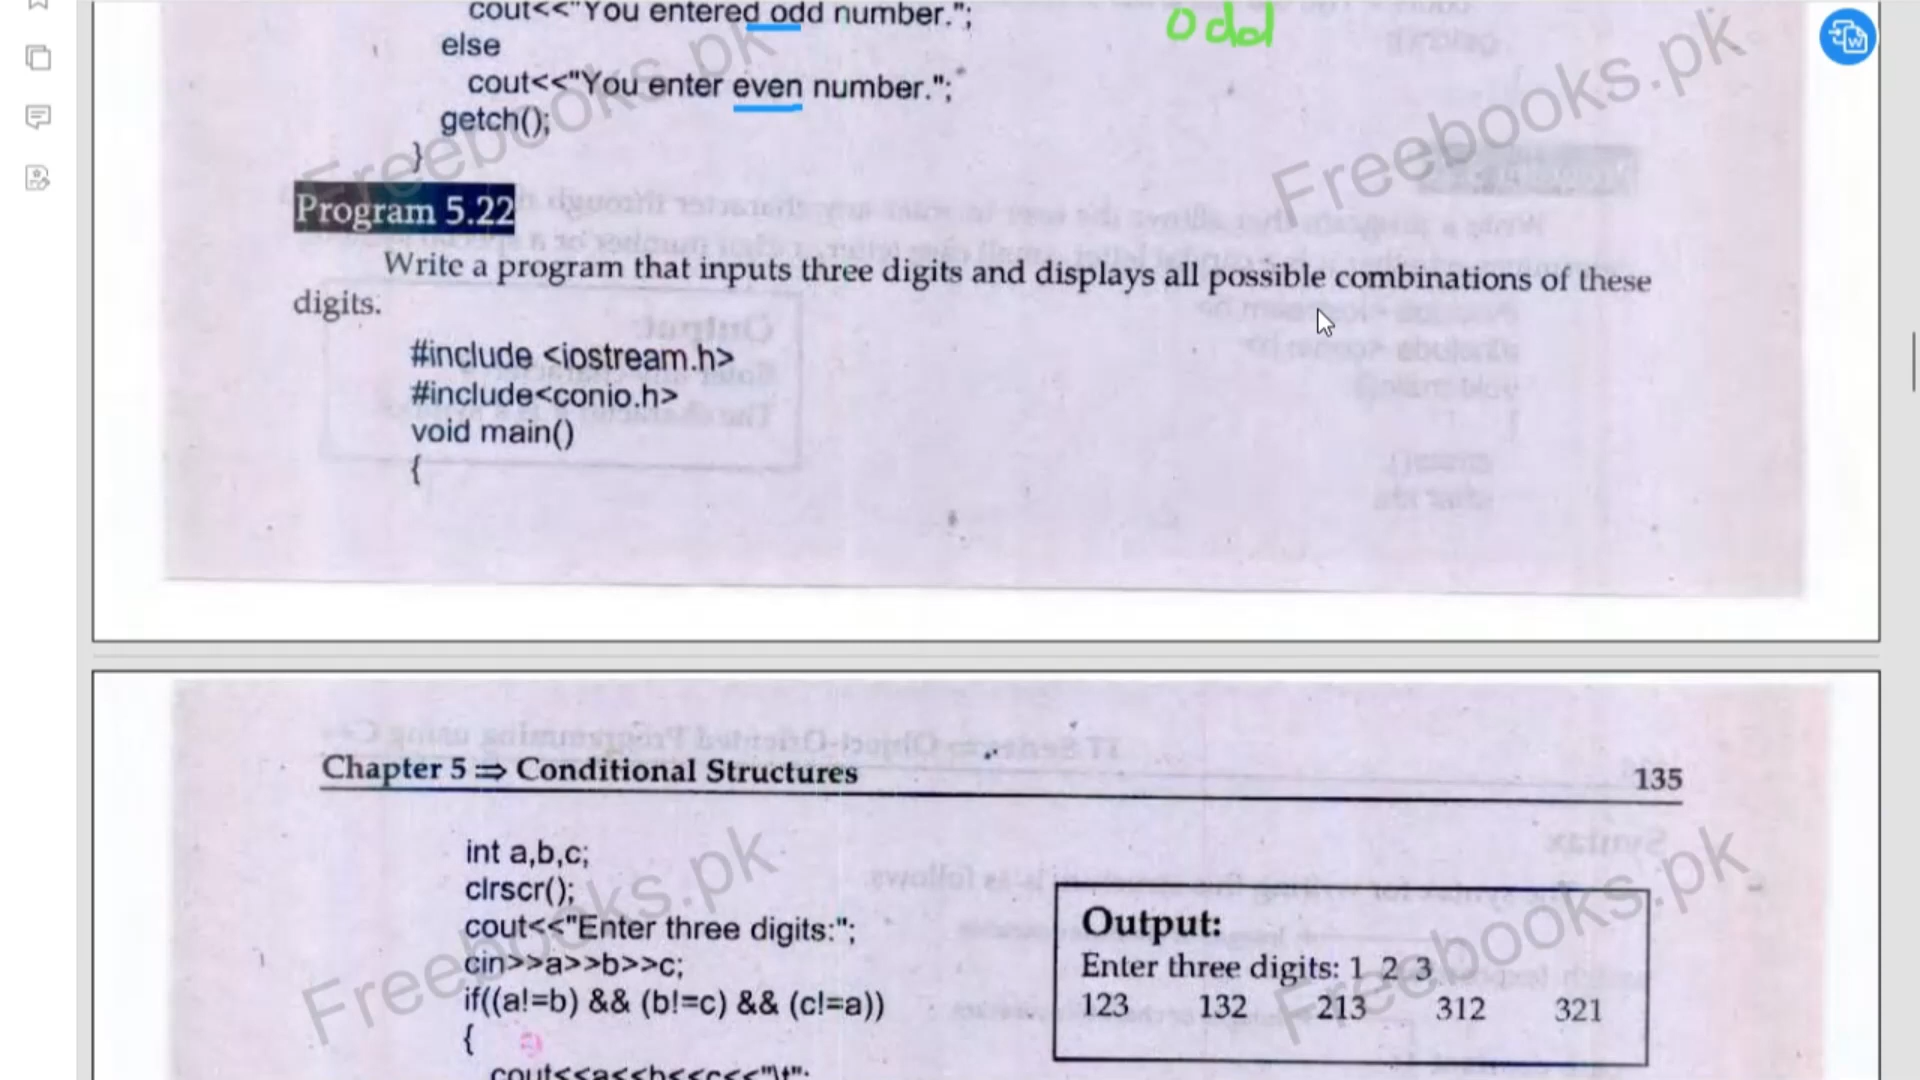 cout<<"You entered odd number.";
odd
else
cout<<"You enter even number.";
getch();
}
Program 5.22
Write a program that inputs three digits and displays all possible combinations of these
digits.
#include <iostream.h>
#include<conio.h>
void main()
{
Chapter 5 ⇒ Conditional Structures 135
int a,b,c;
clrscr();
cout<<"Enter three digits:";
cin>>a>>b>>c;
if((a!=b) && (b!=c) && (c!=a))
{
cout<<a<<b<<c<<"\t";
Output:
Enter three digits: 1 2 3
123 132 213 312 321
Freebooks.pk
Freebooks.pk
Freebooks.pk
Freebooks.pk